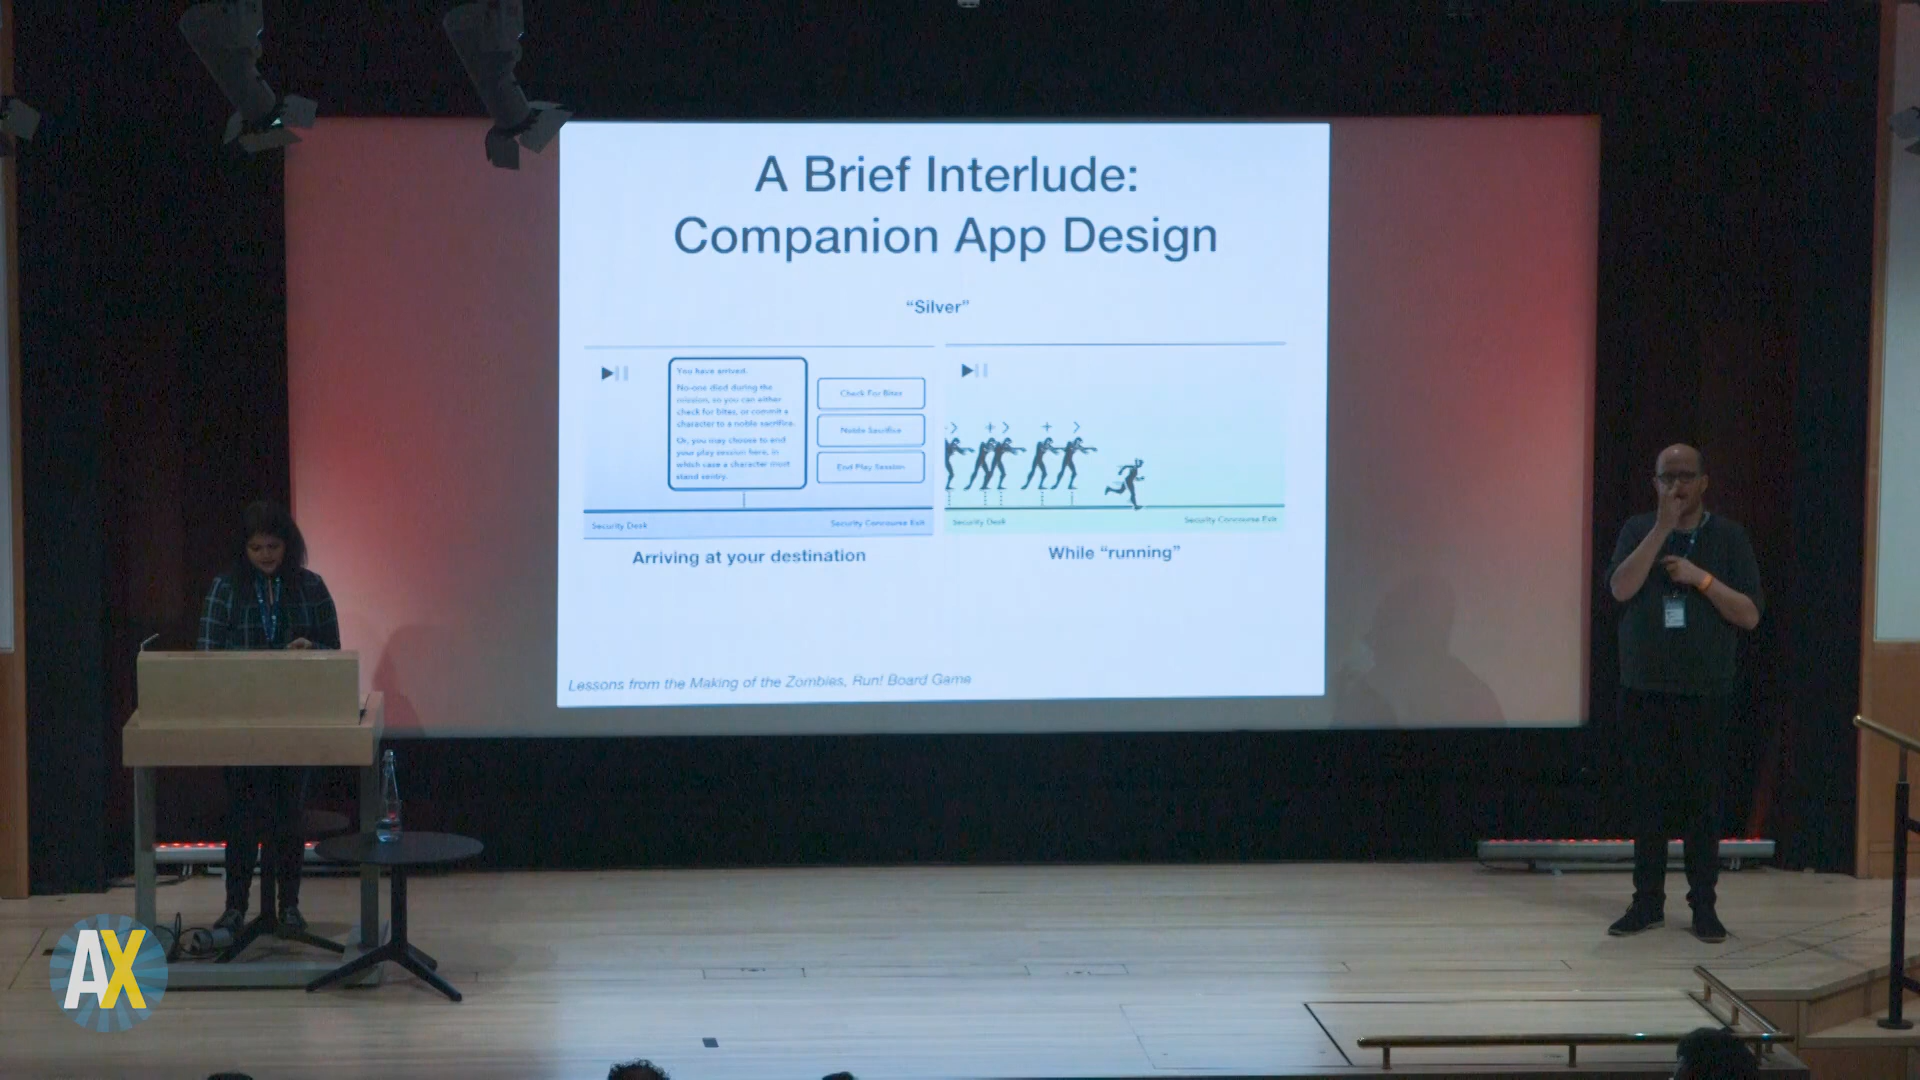 A Brief Interlude:
Companion App Design
“Silver”
You have arrived.
No-one died during the
mission, so you can either
check for bites, or commit a
character to a noble sacrifice.
Or, you may choose to end
your play session here, in
which case a character must
stand sentry.
Check For Bites
Noble Sacrifice
End Play Session
Security Desk
Security Concourse Exit
Arriving at your destination
Security Desk
Security Concourse Exit
While “running”
Lessons from the Making of the Zombies, Run! Board Game
AX